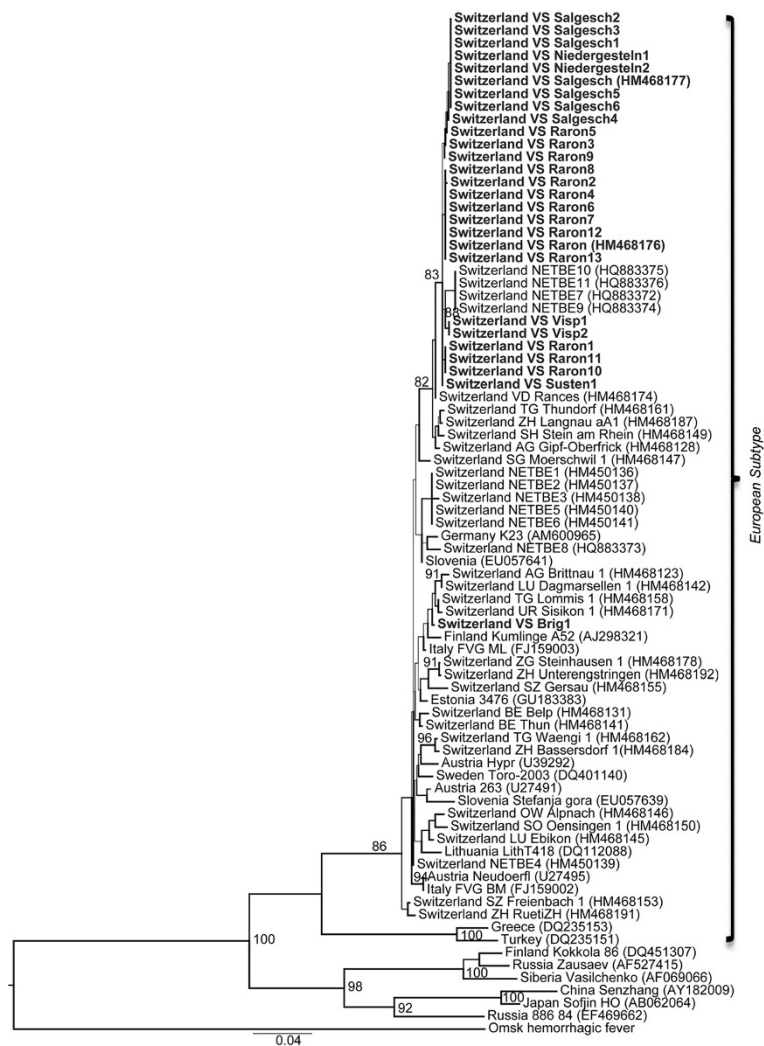 Switzerland VS Salgesch2
Switzerland VS Salgesch3
Switzerland VS Salgesch1
Switzerland VS Niedergesteln1
Switzerland VS Niedergesteln2
Switzerland VS Salgesch (HM468177)
Switzerland VS Salgesch5
Switzerland VS Salgesch6
Switzerland VS Salgesch4
Switzerland VS Raron5
Switzerland VS Raron3
Switzerland VS Raron9
Switzerland VS Raron8
Switzerland VS Raron2
Switzerland VS Raron4
Switzerland VS Raron6
Switzerland VS Raron7
Switzerland VS Raron12
Switzerland VS Raron (HM468176)
Switzerland VS Raron13
83 Switzerland NETBE10 (HQ883375)
Switzerland NETBE11 (HQ883376)
Switzerland NETBE7 (HQ883372)
Switzerland NETBE9 (HQ883374)
88 Switzerland VS Visp1
Switzerland VS Visp2
Switzerland VS Raron1
Switzerland VS Raron11
Switzerland VS Raron10
82 Switzerland VS Susten1
Switzerland VD Rances (HM468174)
Switzerland TG Thundorf (HM468161)
Switzerland ZH Langnau aA1 (HM468187)
Switzerland SH Stein am Rhein (HM468149)
Switzerland AG Gipf-Oberfrick (HM468128)
Switzerland SG Moerschwil 1 (HM468147)
Switzerland NETBE1 (HM450136)
Switzerland NETBE2 (HM450137)
Switzerland NETBE3 (HM450138)
Switzerland NETBE5 (HM450140)
Switzerland NETBE6 (HM450141)
Germany K23 (AM600965)
Switzerland NETBE8 (HQ883373)
Slovenia (EU057641)
91 Switzerland AG Brittnau 1 (HM468123)
Switzerland LU Dagmarsellen 1 (HM468142)
Switzerland TG Lommis 1 (HM468158)
Switzerland UR Sisikon 1 (HM468171)
Switzerland VS Brig1
Finland Kumlinge A52 (AJ298321)
Italy FVG ML (FJ159003)
91 Switzerland ZG Steinhausen 1 (HM468178)
Switzerland ZH Unterengstringen (HM468192)
Switzerland SZ Gersau (HM468155)
Estonia 3476 (GU183383)
Switzerland BE Belp (HM468131)
Switzerland BE Thun (HM468141)
96 Switzerland TG Waengi 1 (HM468162)
Switzerland ZH Bassersdorf 1(HM468184)
Austria Hypr (U39292)
Sweden Toro-2003 (DQ401140)
Austria 263 (U27491)
Slovenia Stefanja gora (EU057639)
Switzerland OW Alpnach (HM468146)
Switzerland SO Oensingen 1 (HM468150)
Switzerland LU Ebikon (HM468145)
86 Lithuania LithT418 (DQ112088)
Switzerland NETBE4 (HM450139)
94 Austria Neudoerfl (U27495)
Italy FVG BM (FJ159002)
Switzerland SZ Freienbach 1 (HM468153)
Switzerland ZH RuetiZH (HM468191)
Greece (DQ235153)
100 100 Turkey (DQ235151)
Finland Kokkola 86 (DQ451307)
Russia Zausaev (AF527415)
100 Siberia Vasilchenko (AF069066)
98 China Senzhang (AY182009)
100 Japan Sofjin HO (AB062064)
92 Russia 886 84 (EF469662)
Omsk hemorrhagic fever
0.04
European Subtype